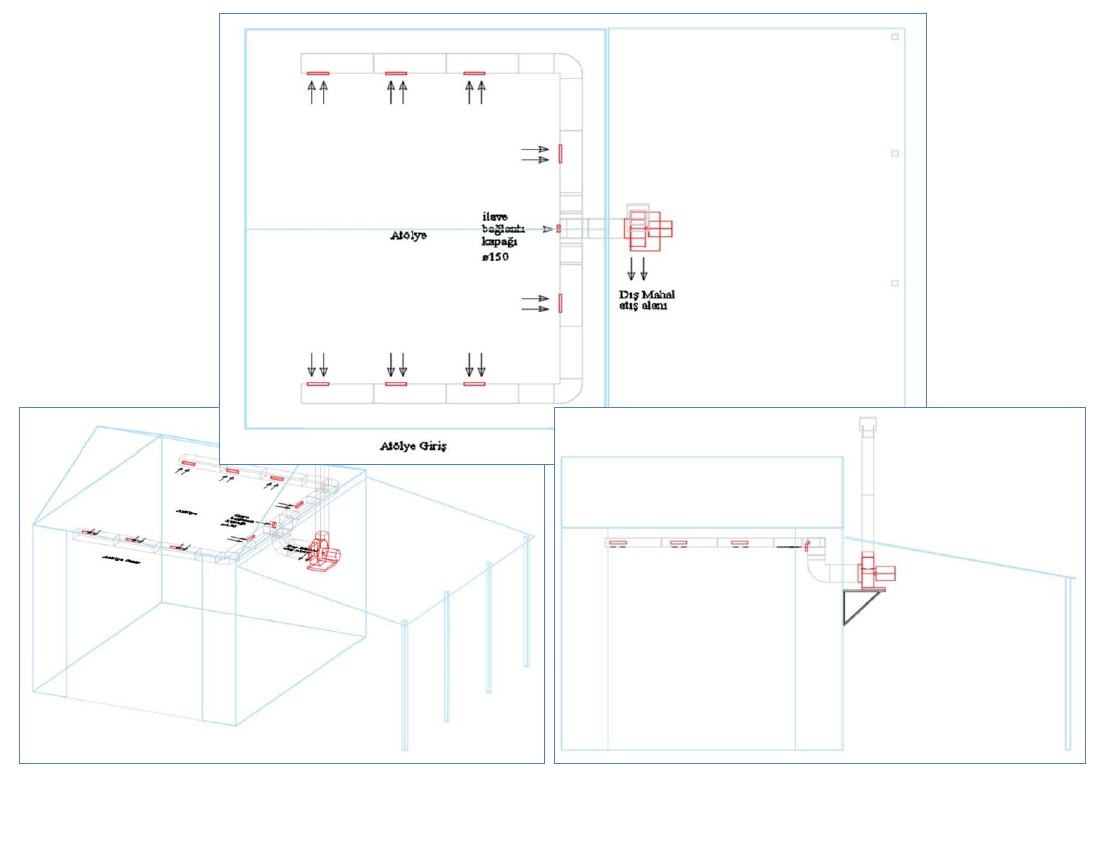 Atölye
ilave
bağlantı
kapağı
ø150
Dış Mahal
atış alanı
Atölye Giriş